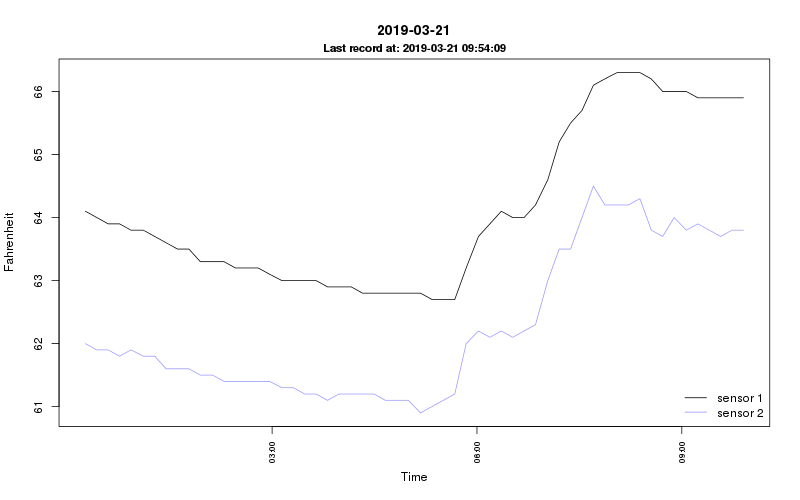 2019-03-21
Last record at: 2019-03-21 09:54:09
Fahrenheit
66
65
64
63
62
61
sensor 1
sensor 2
03:00
06:00
09:00
Time